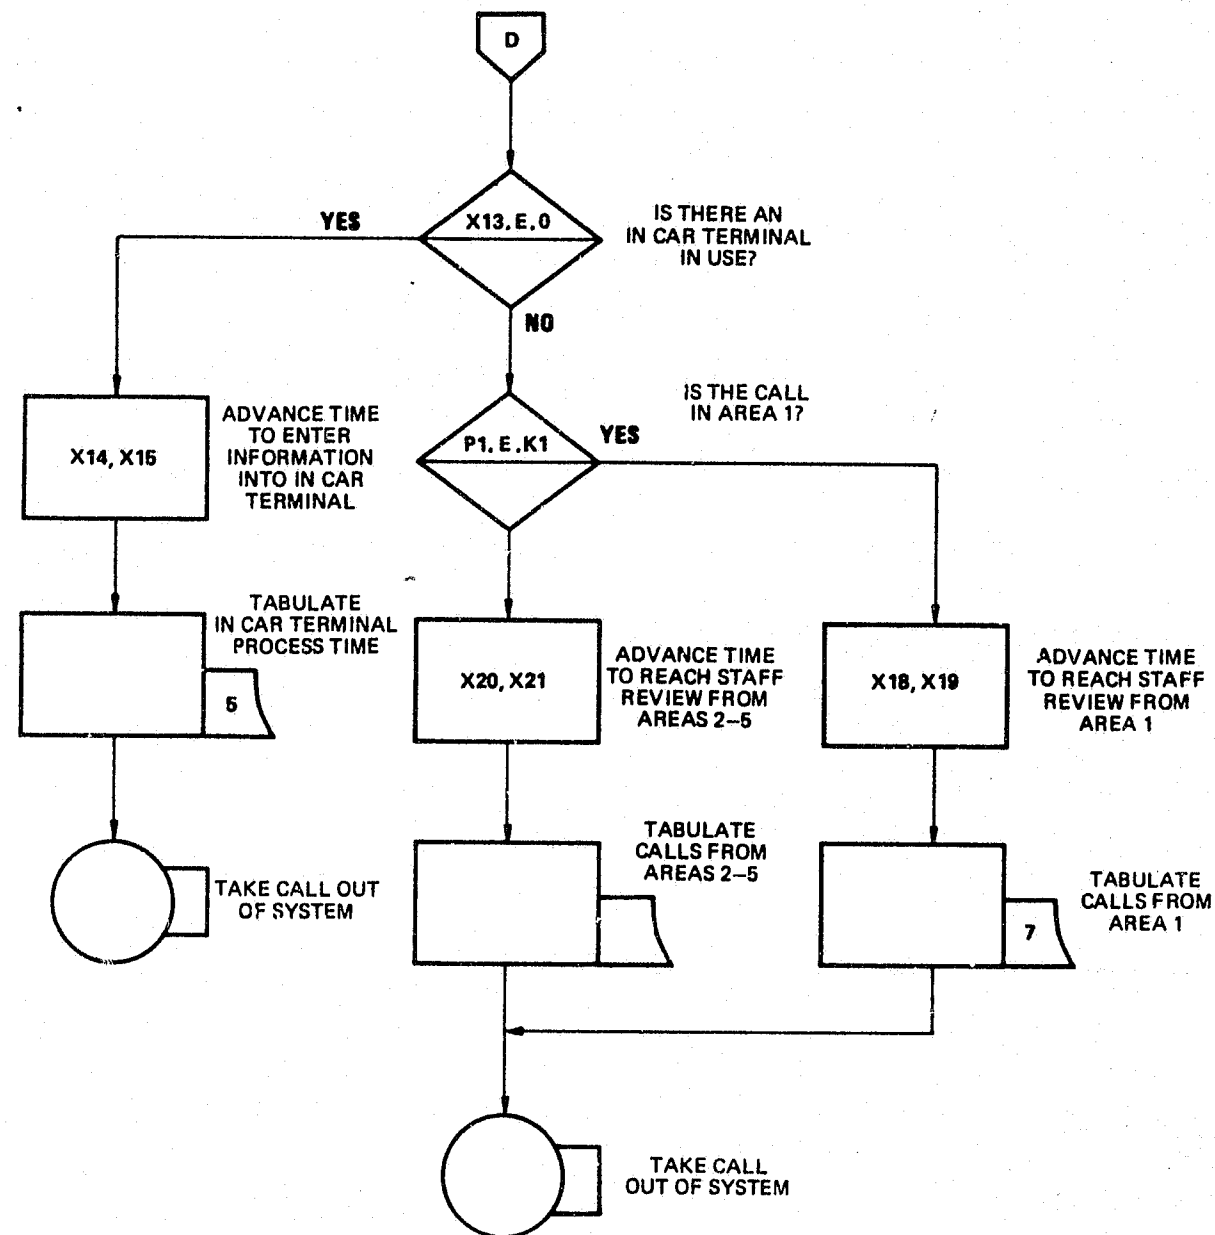 D
X13.E.0
YES
IS THERE AN
IN CAR TERMINAL
IN USE?
NO
IS THE CALL
IN AREA 1?
P1.E.K1
YES
X14, X15
ADVANCE TIME
TO ENTER
INFORMATION
INTO IN CAR
TERMINAL
TABULATE
IN CAR TERMINAL
PROCESS TIME
5
X20, X21
ADVANCE TIME
TO REACH STAFF
REVIEW FROM
AREAS 2–5
X18, X19
ADVANCE TIME
TO REACH STAFF
REVIEW FROM
AREA 1
TAKE CALL OUT
OF SYSTEM
TABULATE
CALLS FROM
AREAS 2–5
TABULATE
CALLS FROM
AREA 1
7
TAKE CALL
OUT OF SYSTEM